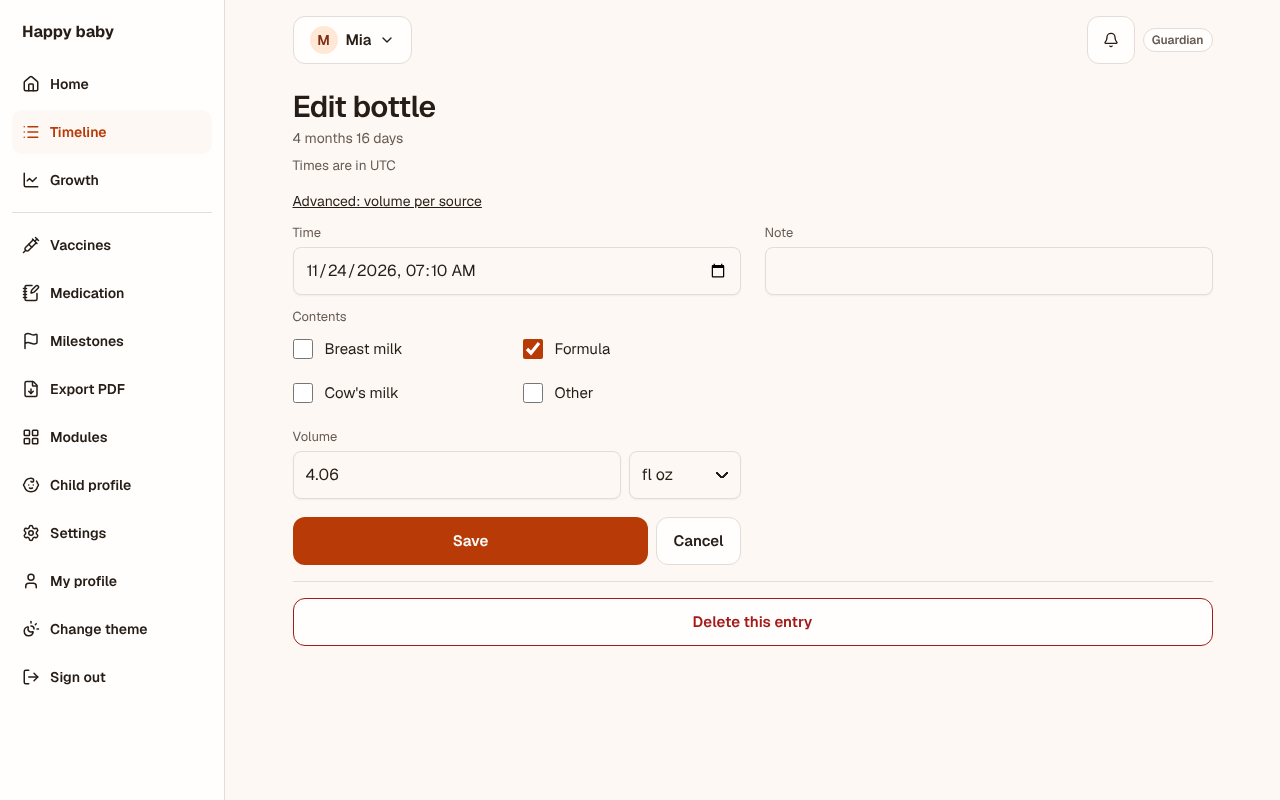 Happy baby
Home
Timeline
Growth
Vaccines
Medication
Milestones
Export PDF
Modules
Child profile
Settings
My profile
Change theme
Sign out
M Mia
Guardian
Edit bottle
4 months 16 days
Times are in UTC
Advanced: volume per source
Time
11/24/2026, 07:10 AM
Note
Contents
Breast milk
Formula
Cow's milk
Other
Volume
4.06
fl oz
Save
Cancel
Delete this entry